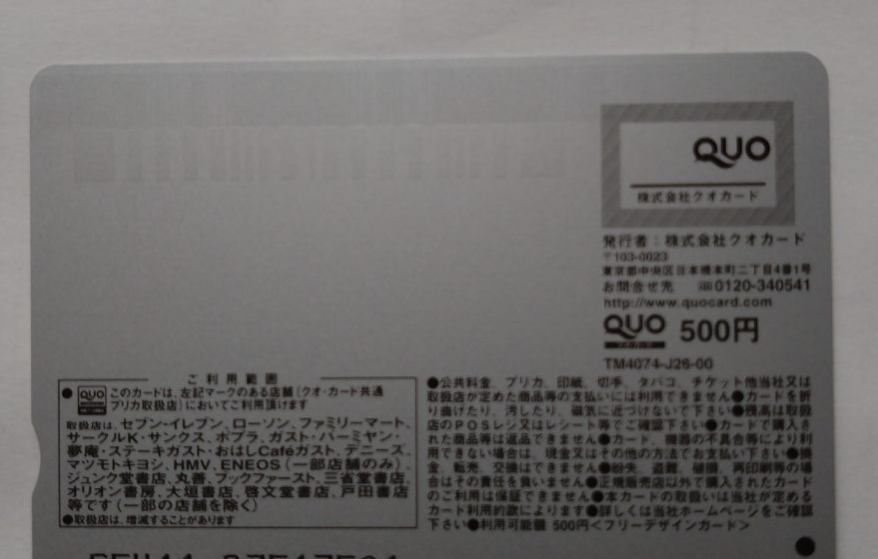 QUO
株式会社クオカード
発行者：株式会社クオカード
〒103-0023
東京都中央区日本橋本町二丁目4番1号
お問合せ先 0120-340541
http://www.quocard.com
QUO 500円
クオ・カード
TM4074-J26-00
ご利用範囲
●QUO このカードは、左記マークのある店舗（クオ・カード共通
プリカ取扱店）においてご利用頂けます
取扱店は、セブン-イレブン、ローソン、ファミリーマート、
サークルK・サンクス、ポプラ、ガスト・バーミヤン・
夢庵・ステーキガスト・おはしCaféガスト、デニーズ、
マツモトキヨシ、HMV、ENEOS（一部店舗のみ）、
ジュンク堂書店、丸善、ブックファースト、三省堂書店、
オリオン書房、大垣書店、啓文堂書店、戸田書店
等です（一部の店舗を除く）
●取扱店は、増減することがあります
●公共料金、プリカ、印紙、切手、タバコ、チケット他当社又は
取扱店が定めた商品等の支払いには利用できません●カードを折
り曲げたり、汚したり、磁気に近づけないで下さい●残高は取扱
店のPOSレジ又はレシート等でご確認下さい●カードで購入さ
れた商品等は返品できません●カード、機器の不具合等により利
用できない場合は、現金又はその他の方法でお支払い下さい●換
金、転売、交換はできません●紛失、盗難、破損、再印刷等の場
合はその責任を負いません●正規販売店以外で購入されたカード
のご利用は保証できません●本カードの取扱いは当社が定める
カード利用約款によります●詳しくは当社ホームページをご確認
下さい●利用可能額 500円＜フリーデザインカード＞